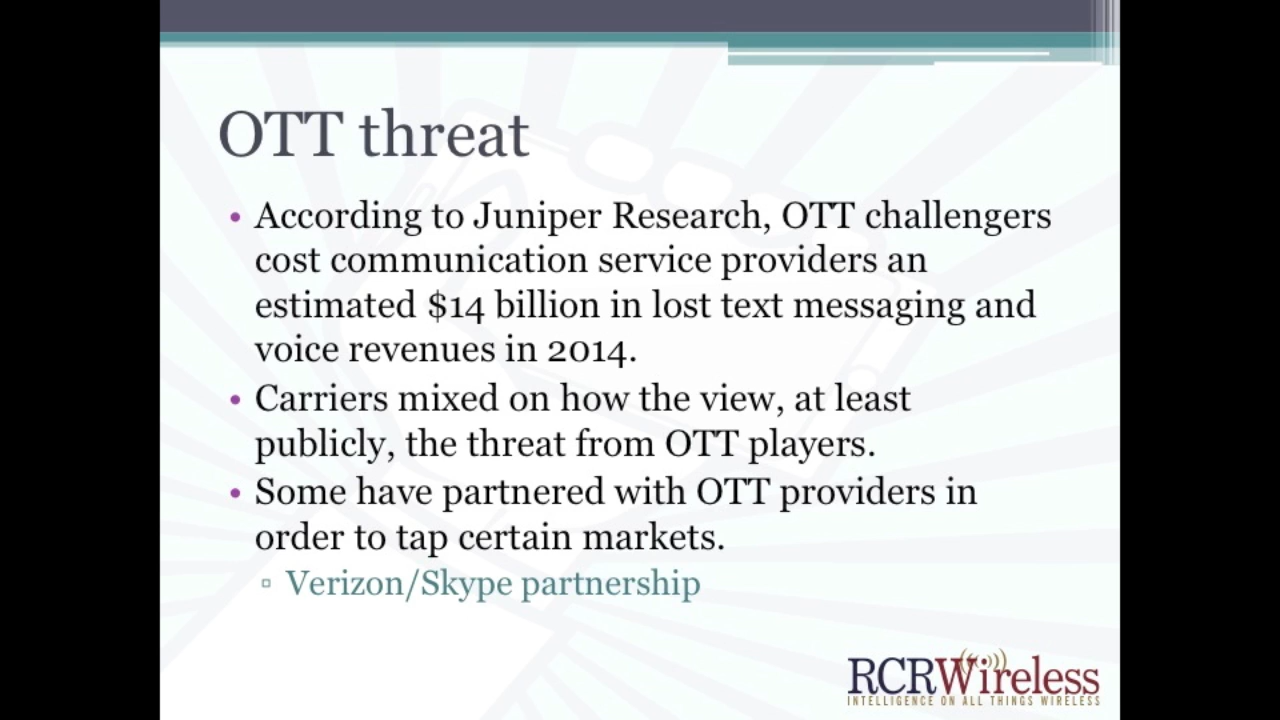 OTT threat
• According to Juniper Research, OTT challengers
cost communication service providers an
estimated $14 billion in lost text messaging and
voice revenues in 2014.
• Carriers mixed on how the view, at least
publicly, the threat from OTT players.
• Some have partnered with OTT providers in
order to tap certain markets.
▫ Verizon/Skype partnership
RCRWireless
INTELLIGENCE ON ALL THINGS WIRELESS